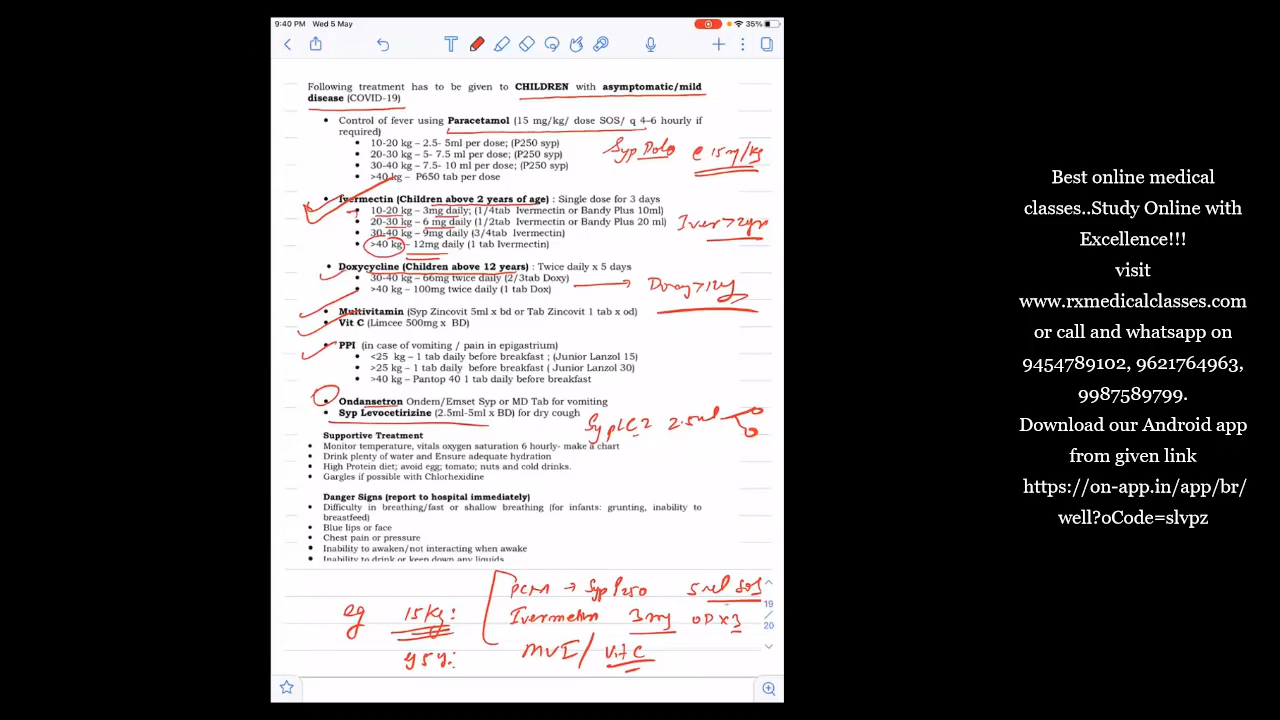 9:40 PM Wed 5 May
35%
Following treatment has to be given to CHILDREN with asymptomatic/mild
disease (COVID-19)
• Control of fever using Paracetamol (15 mg/kg/ dose SOS/ q 4-6 hourly if
required)
• 10-20 kg – 2.5- 5ml per dose; (P250 syp)
• 20-30 kg – 5- 7.5 ml per dose; (P250 syp)
• 30-40 kg – 7.5- 10 ml per dose; (P250 syp)
• >40 kg – P650 tab per dose
Syp Dolo @ 15 mg/kg
• Ivermectin (Children above 2 years of age) : Single dose for 3 days
• 10-20 kg – 3mg daily; (1/4tab Ivermectin or Bandy Plus 10ml)
• 20-30 kg – 6 mg daily (1/2tab Ivermectin or Bandy Plus 20 ml)
• 30-40 kg – 9mg daily (3/4tab Ivermectin)
• >40 kg – 12mg daily (1 tab Ivermectin)
Iver > 2yr
• Doxycycline (Children above 12 years) : Twice daily x 5 days
• 30-40 kg – 66mg twice daily (2/3tab Doxy)
• >40 kg – 100mg twice daily (1 tab Dox)
Doxy > 12y
• Multivitamin (Syp Zincovit 5ml x bd or Tab Zincovit 1 tab x od)
• Vit C (Limcee 500mg x BD)
• PPI (in case of vomiting / pain in epigastrium)
• <25 kg – 1 tab daily before breakfast ; (Junior Lanzol 15)
• >25 kg – 1 tab daily before breakfast ( Junior Lanzol 30)
• >40 kg – Pantop 40 1 tab daily before breakfast
• Ondansetron Ondem/Emset Syp or MD Tab for vomiting
• Syp Levocetirizine (2.5ml-5ml x BD) for dry cough
Syp LCZ 2.5ml
Supportive Treatment
• Monitor temperature, vitals oxygen saturation 6 hourly- make a chart
• Drink plenty of water and Ensure adequate hydration
• High Protein diet; avoid egg; tomato; nuts and cold drinks.
• Gargles if possible with Chlorhexidine
Danger Signs (report to hospital immediately)
• Difficulty in breathing/fast or shallow breathing (for infants: grunting, inability to
breastfeed)
• Blue lips or face
• Chest pain or pressure
• Inability to awaken/not interacting when awake
• Inability to drink or keep down any liquids
eg 15kg:
y 5 y:
PCM → Syp P250 5 ml SOS
Ivermectin 3mg OD x 3
MVI / Vit C
19
/
20
Best online medical
classes..Study Online with
Excellence!!!
visit
www.rxmedicalclasses.com
or call and whatsapp on
9454789102, 9621764963,
9987589799.
Download our Android app
from given link
https://on-app.in/app/br/
well?oCode=slvpz